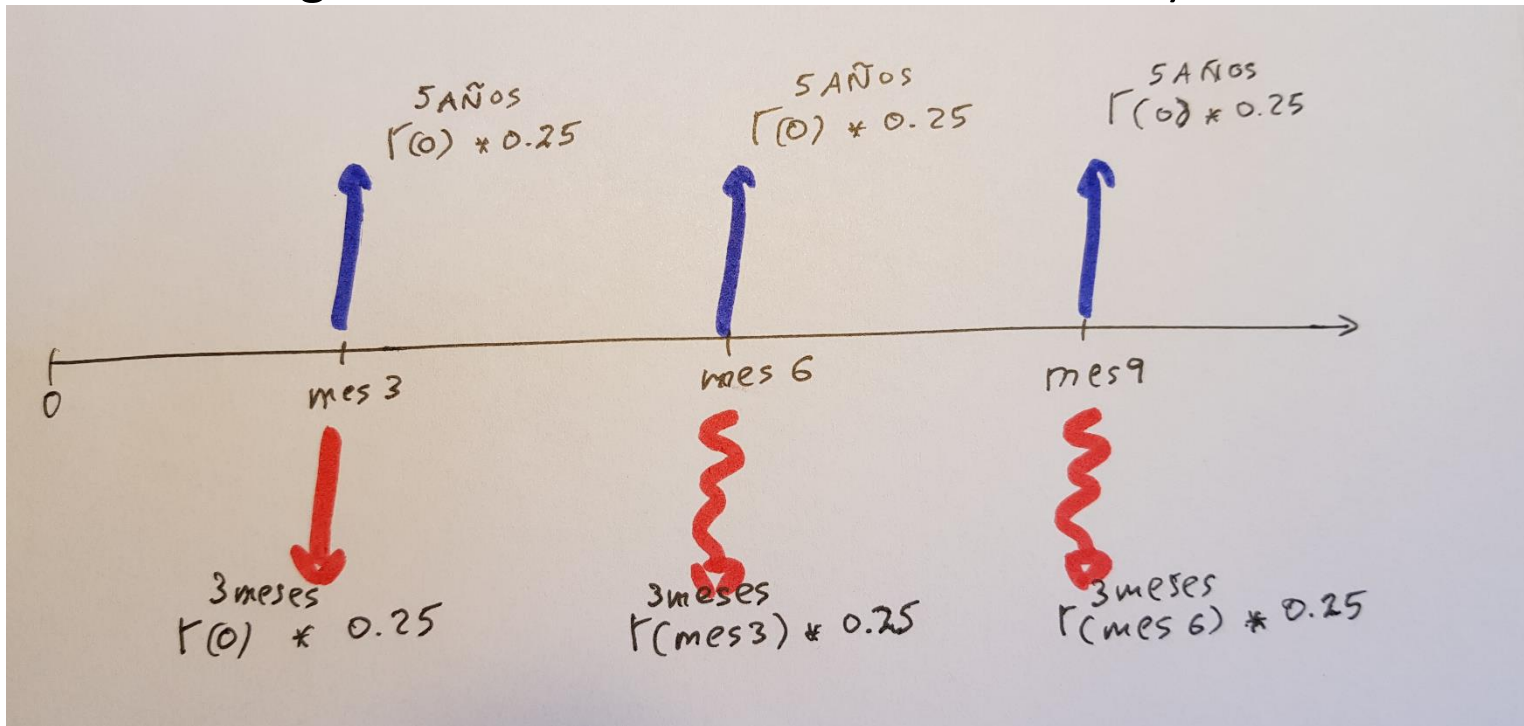 5 AÑOS
r(0) * 0.25
5 AÑOS
r(0) * 0.25
5 AÑOS
r(0) * 0.25
0
mes 3
mes 6
mes 9
3 meses
r(0) * 0.25
3 meses
r(mes 3) * 0.25
3 meses
r(mes 6) * 0.25